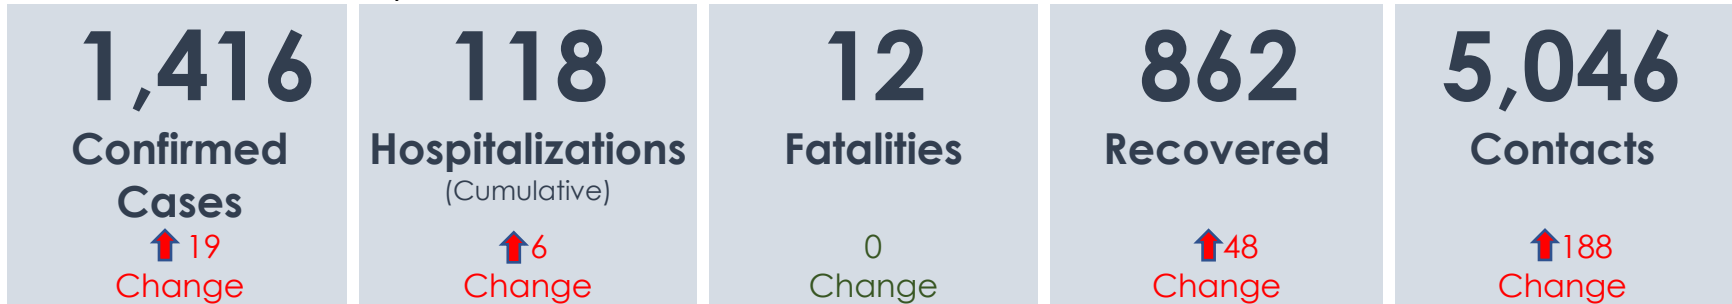 1,416
Confirmed
Cases
19
Change
118
Hospitalizations
(Cumulative)
6
Change
12
Fatalities
0
Change
862
Recovered
48
Change
5,046
Contacts
188
Change